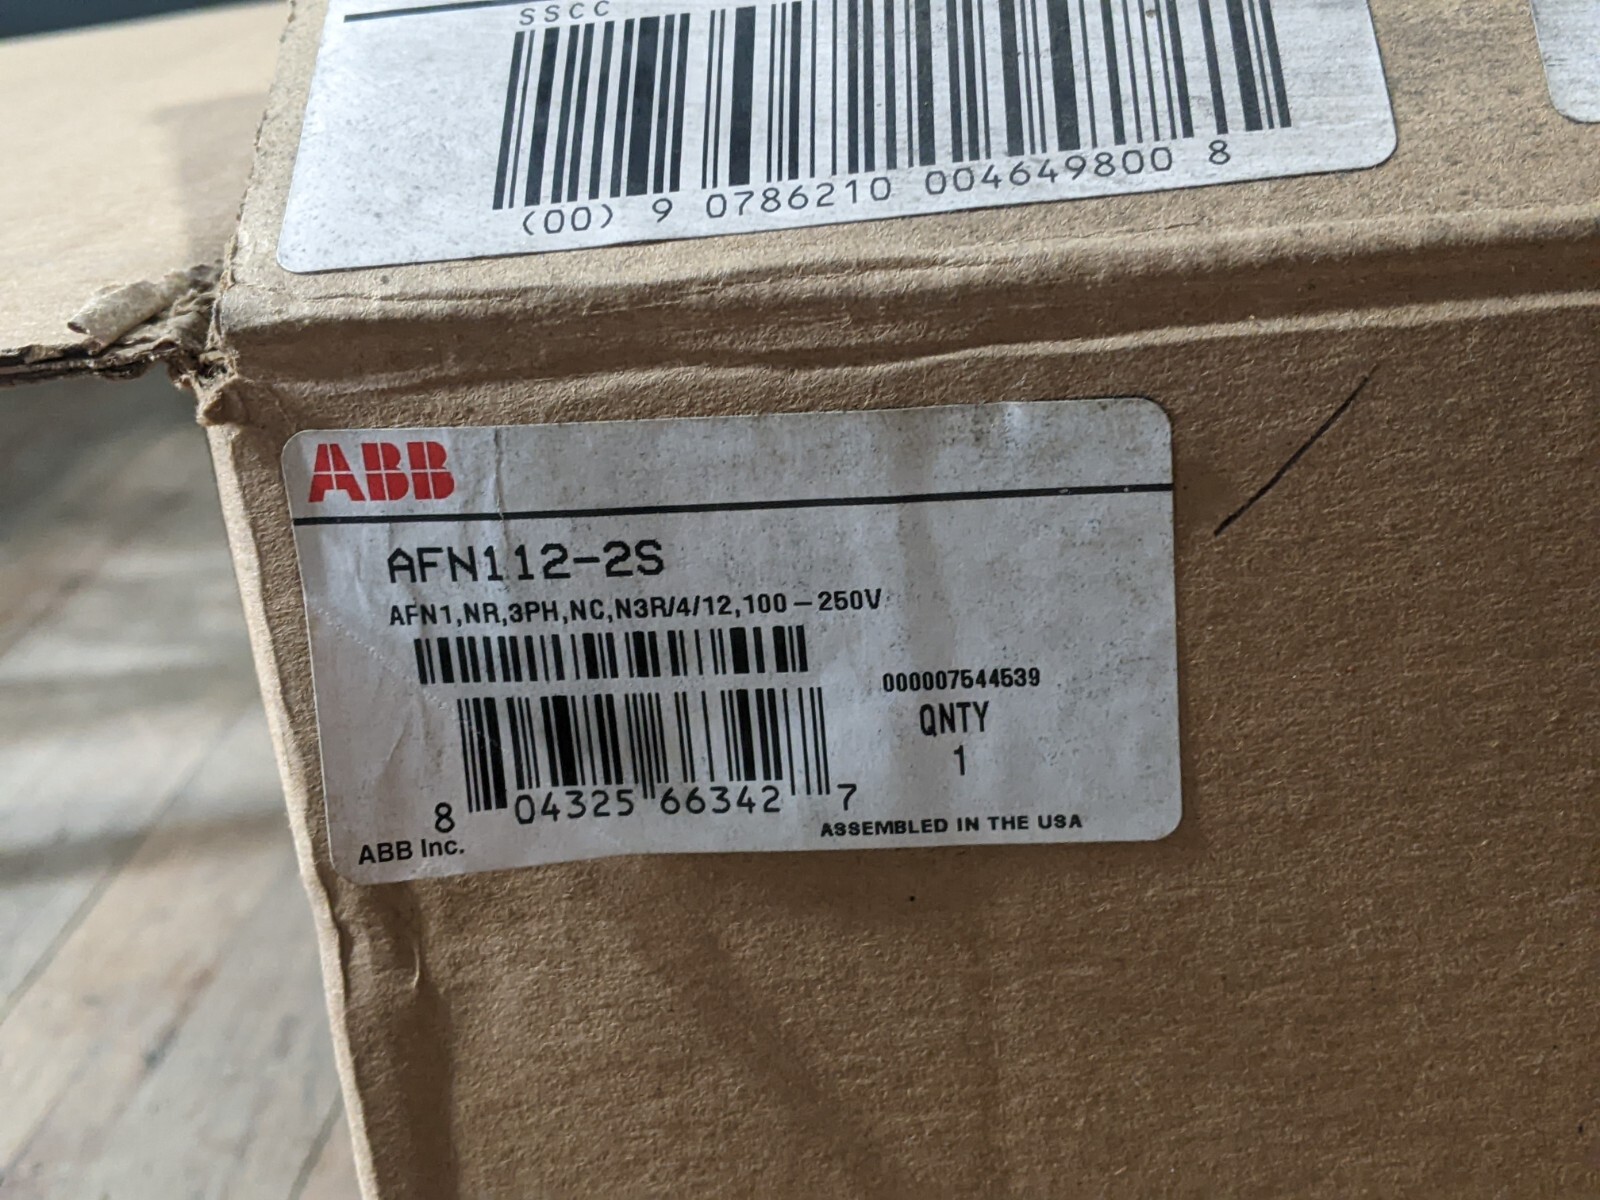 SSCC
(00) 9 0786210 004649800 8
ABB
AFN112-2S
AFN1,NR,3PH,NC,N3R/4/12,100-250V
000007544539
QNTY
1
8 04325 66342 7
ASSEMBLED IN THE USA
ABB Inc.